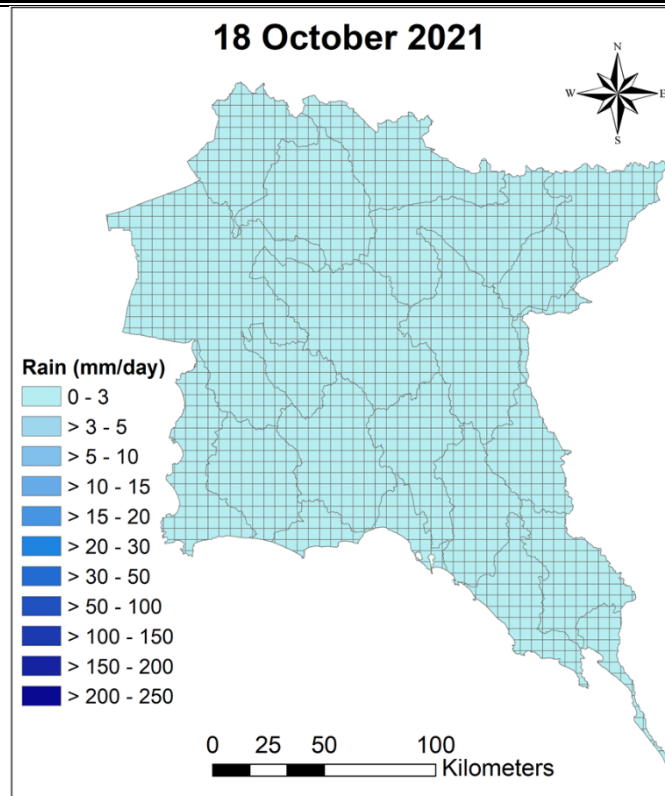 18 October 2021
N
W E
S
Rain (mm/day)
0 - 3
> 3 - 5
> 5 - 10
> 10 - 15
> 15 - 20
> 20 - 30
> 30 - 50
> 50 - 100
> 100 - 150
> 150 - 200
> 200 - 250
0 25 50 100
Kilometers